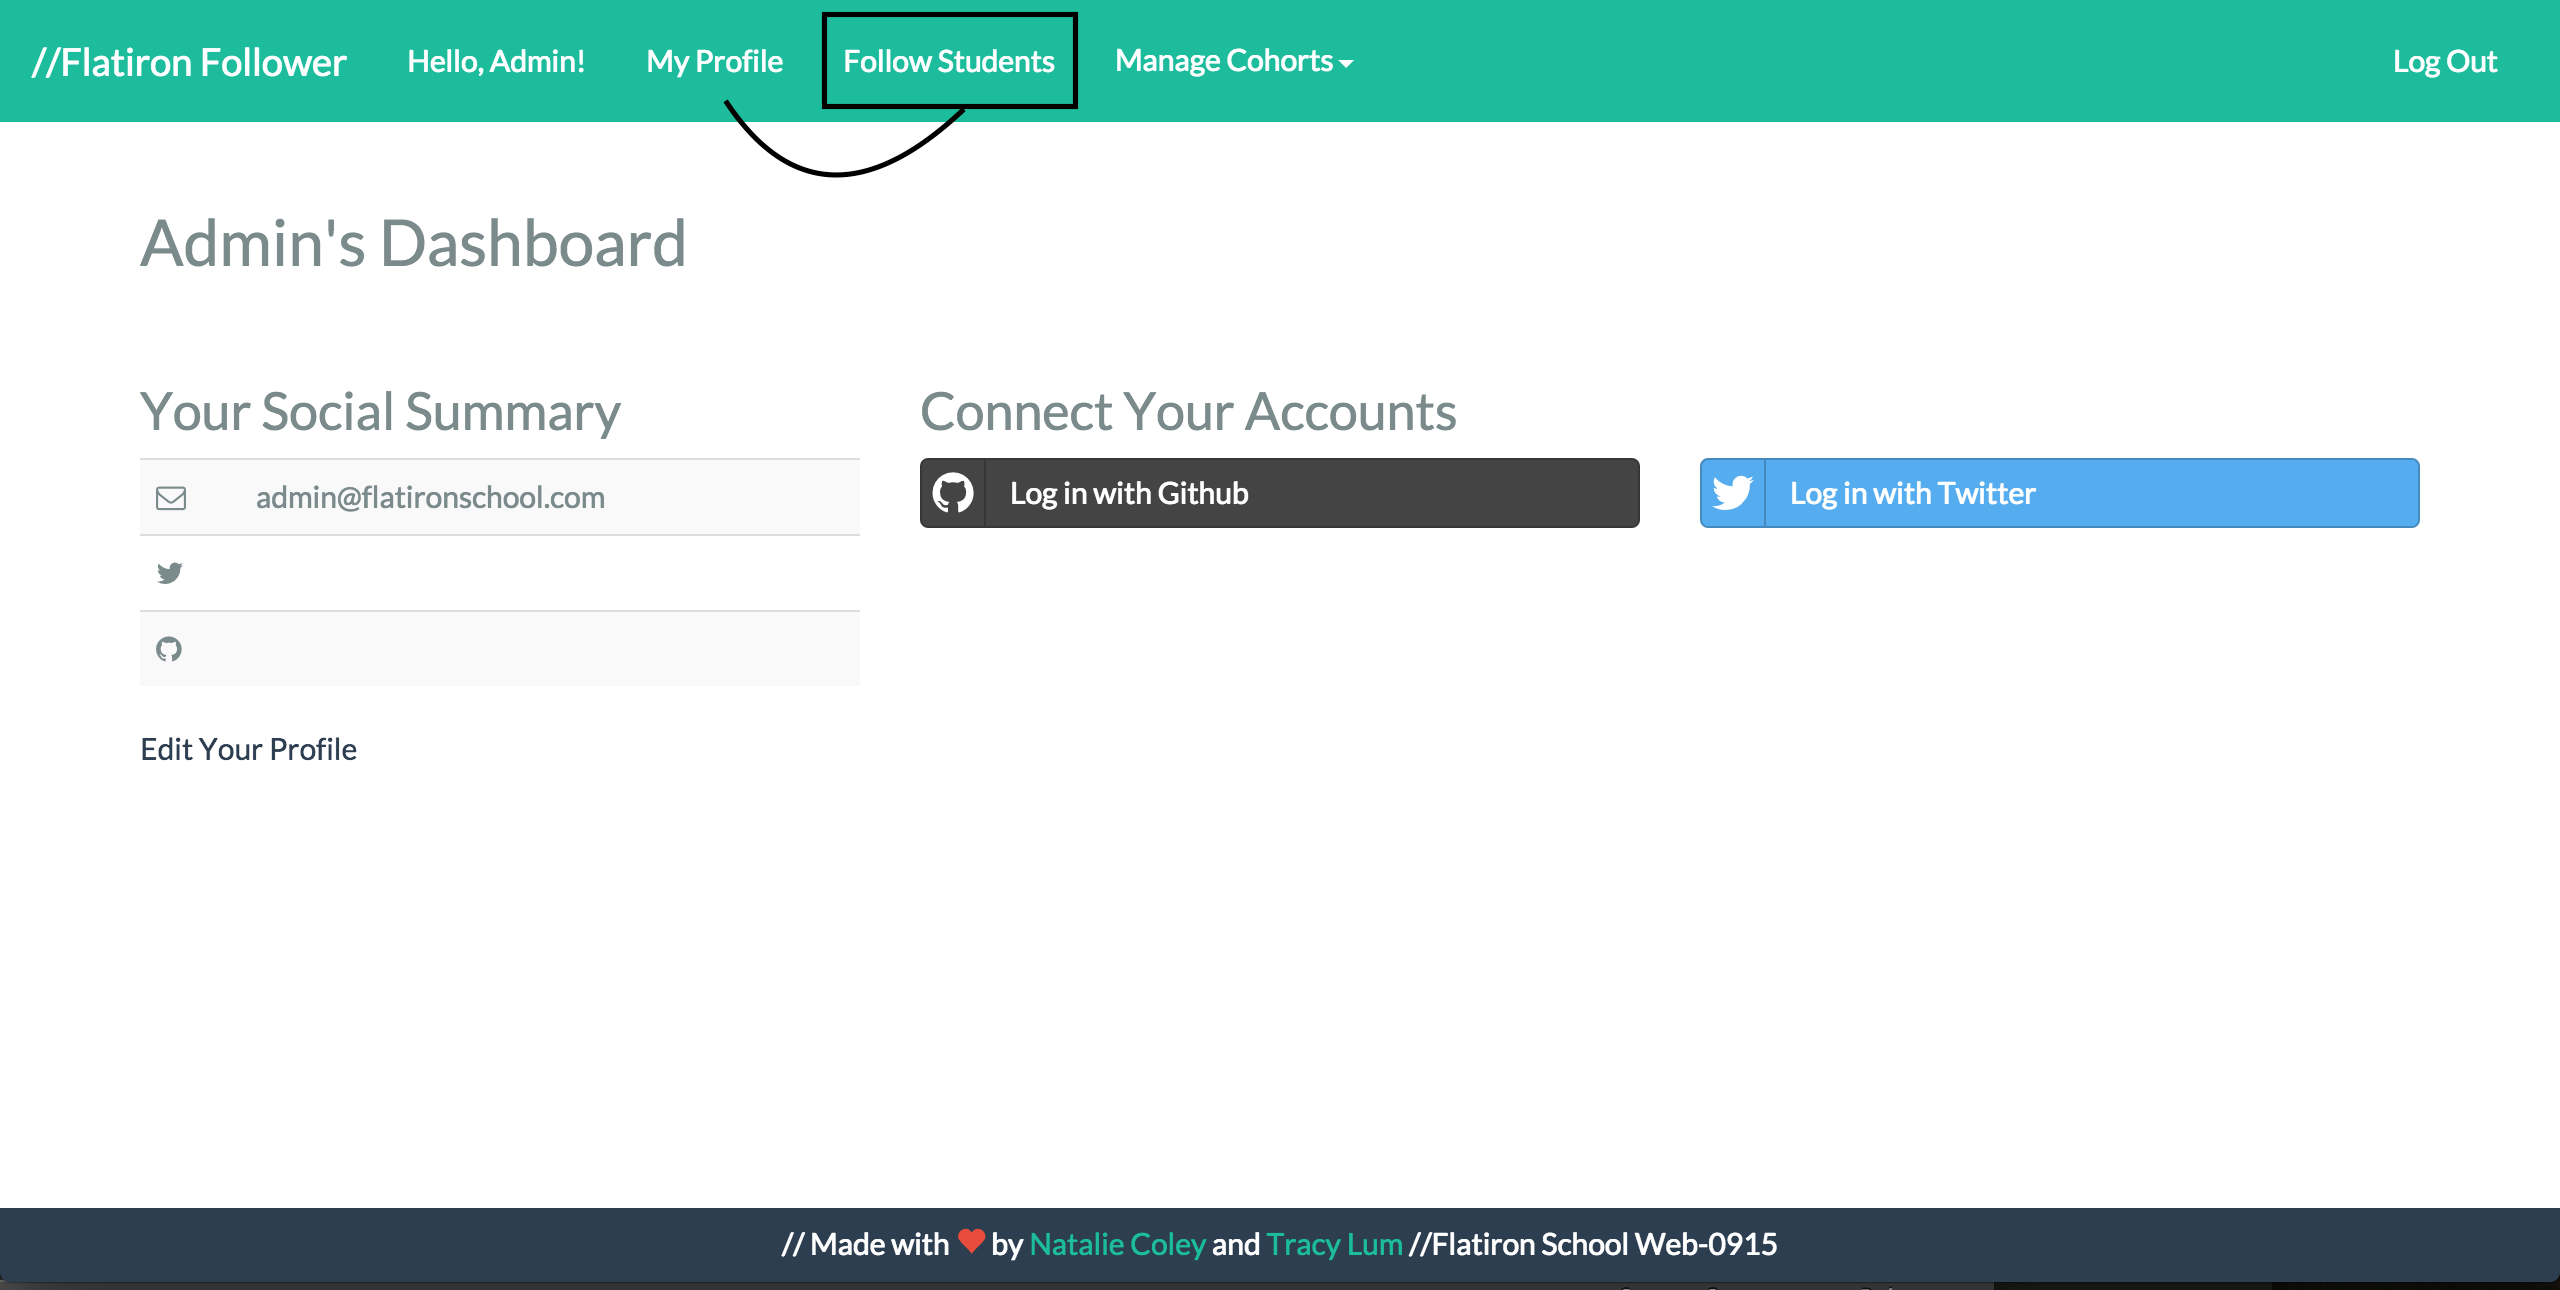 //Flatiron Follower Hello, Admin! My Profile Follow Students Manage Cohorts Log Out
Admin's Dashboard
Your Social Summary
admin@flatironschool.com
Edit Your Profile
Connect Your Accounts
Log in with Github
Log in with Twitter
// Made with ❤ by Natalie Coley and Tracy Lum //Flatiron School Web-0915